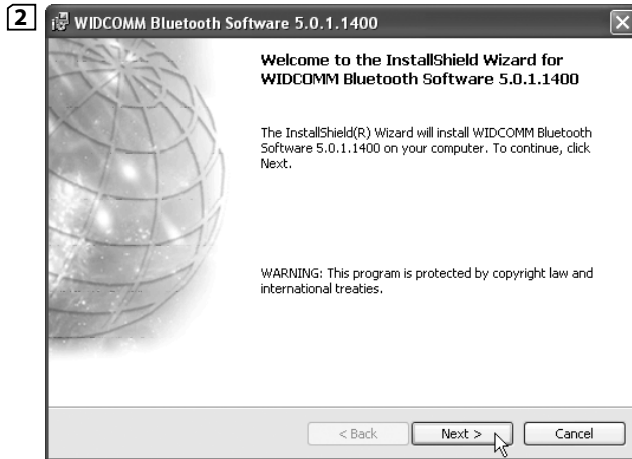 2
WIDCOMM Bluetooth Software 5.0.1.1400
Welcome to the InstallShield Wizard for
WIDCOMM Bluetooth Software 5.0.1.1400
The InstallShield(R) Wizard will install WIDCOMM Bluetooth
Software 5.0.1.1400 on your computer. To continue, click
Next.
WARNING: This program is protected by copyright law and
international treaties.
< Back Next > Cancel